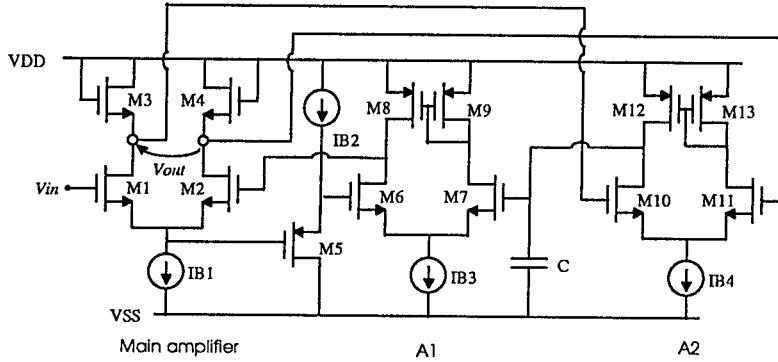 VDD
M3
M4
IB2
M8
M9
M12
M13
Vout
Vin
M1
M2
M6
M7
M10
M11
M5
IB1
IB3
C
IB4
VSS
Main amplifier
A1
A2